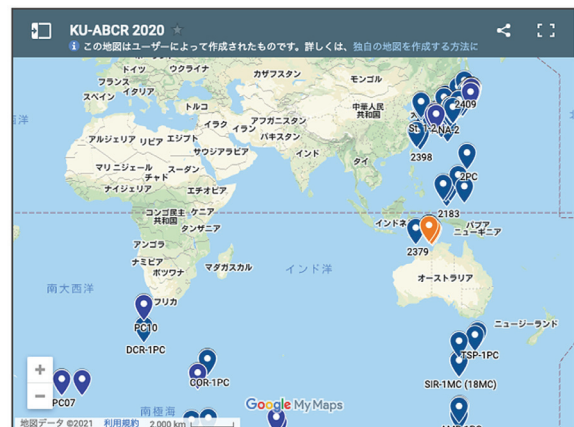 KU-ABCR 2020
この地図はユーザーによって作成されたものです。詳しくは、独自の地図を作成する方法に
ドイツ
ウクライナ
カザフスタン
モンゴル
フランス
スペイン
イタリア
トルコ
中華人民
共和国
2409
NA-2
2398
アルジェリア
リビア
エジプト
イラク
イラン
アフガニスタン
パキスタン
サウジアラビア
インド
タイ
マリ
ニジェール
チャド
スーダン
ナイジェリア
エチオピア
2PC
2183
コンゴ民主
共和国
ケニア
タンザニア
インドネ
パプア
ニューギニア
2379
アンゴラ
ナミビア
ボツワナ
マダガスカル
インド洋
オーストラリア
南大西洋
フリカ
PC10
DCR-1PC
ニュージーランド
TSP-1PC
COR-1PC
SIR-1MC (18MC)
PC07
南極海
Google My Maps
地図データ ©2021 利用規約 2,000 km